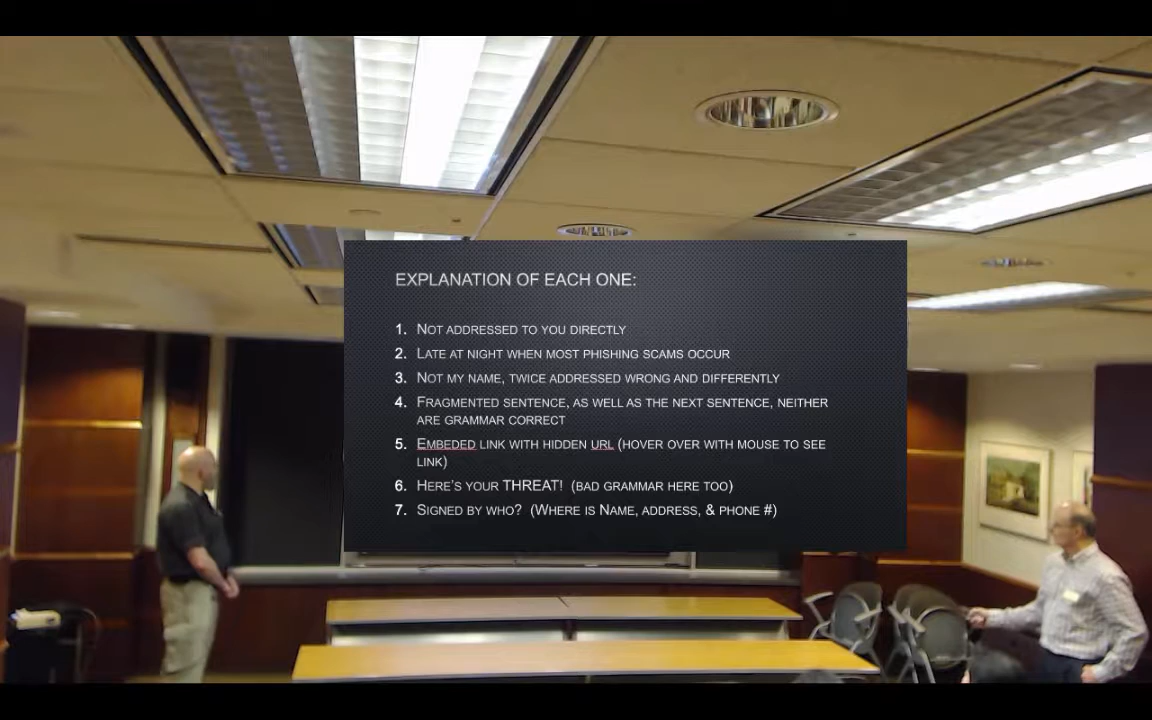 EXPLANATION OF EACH ONE:
1. NOT ADDRESSED TO YOU DIRECTLY
2. LATE AT NIGHT WHEN MOST PHISHING SCAMS OCCUR
3. NOT MY NAME, TWICE ADDRESSED WRONG AND DIFFERENTLY
4. FRAGMENTED SENTENCE, AS WELL AS THE NEXT SENTENCE, NEITHER
ARE GRAMMAR CORRECT
5. EMBEDED LINK WITH HIDDEN URL (HOVER OVER WITH MOUSE TO SEE
LINK)
6. HERE'S YOUR THREAT! (BAD GRAMMAR HERE TOO)
7. SIGNED BY WHO? (WHERE IS NAME, ADDRESS, & PHONE #)